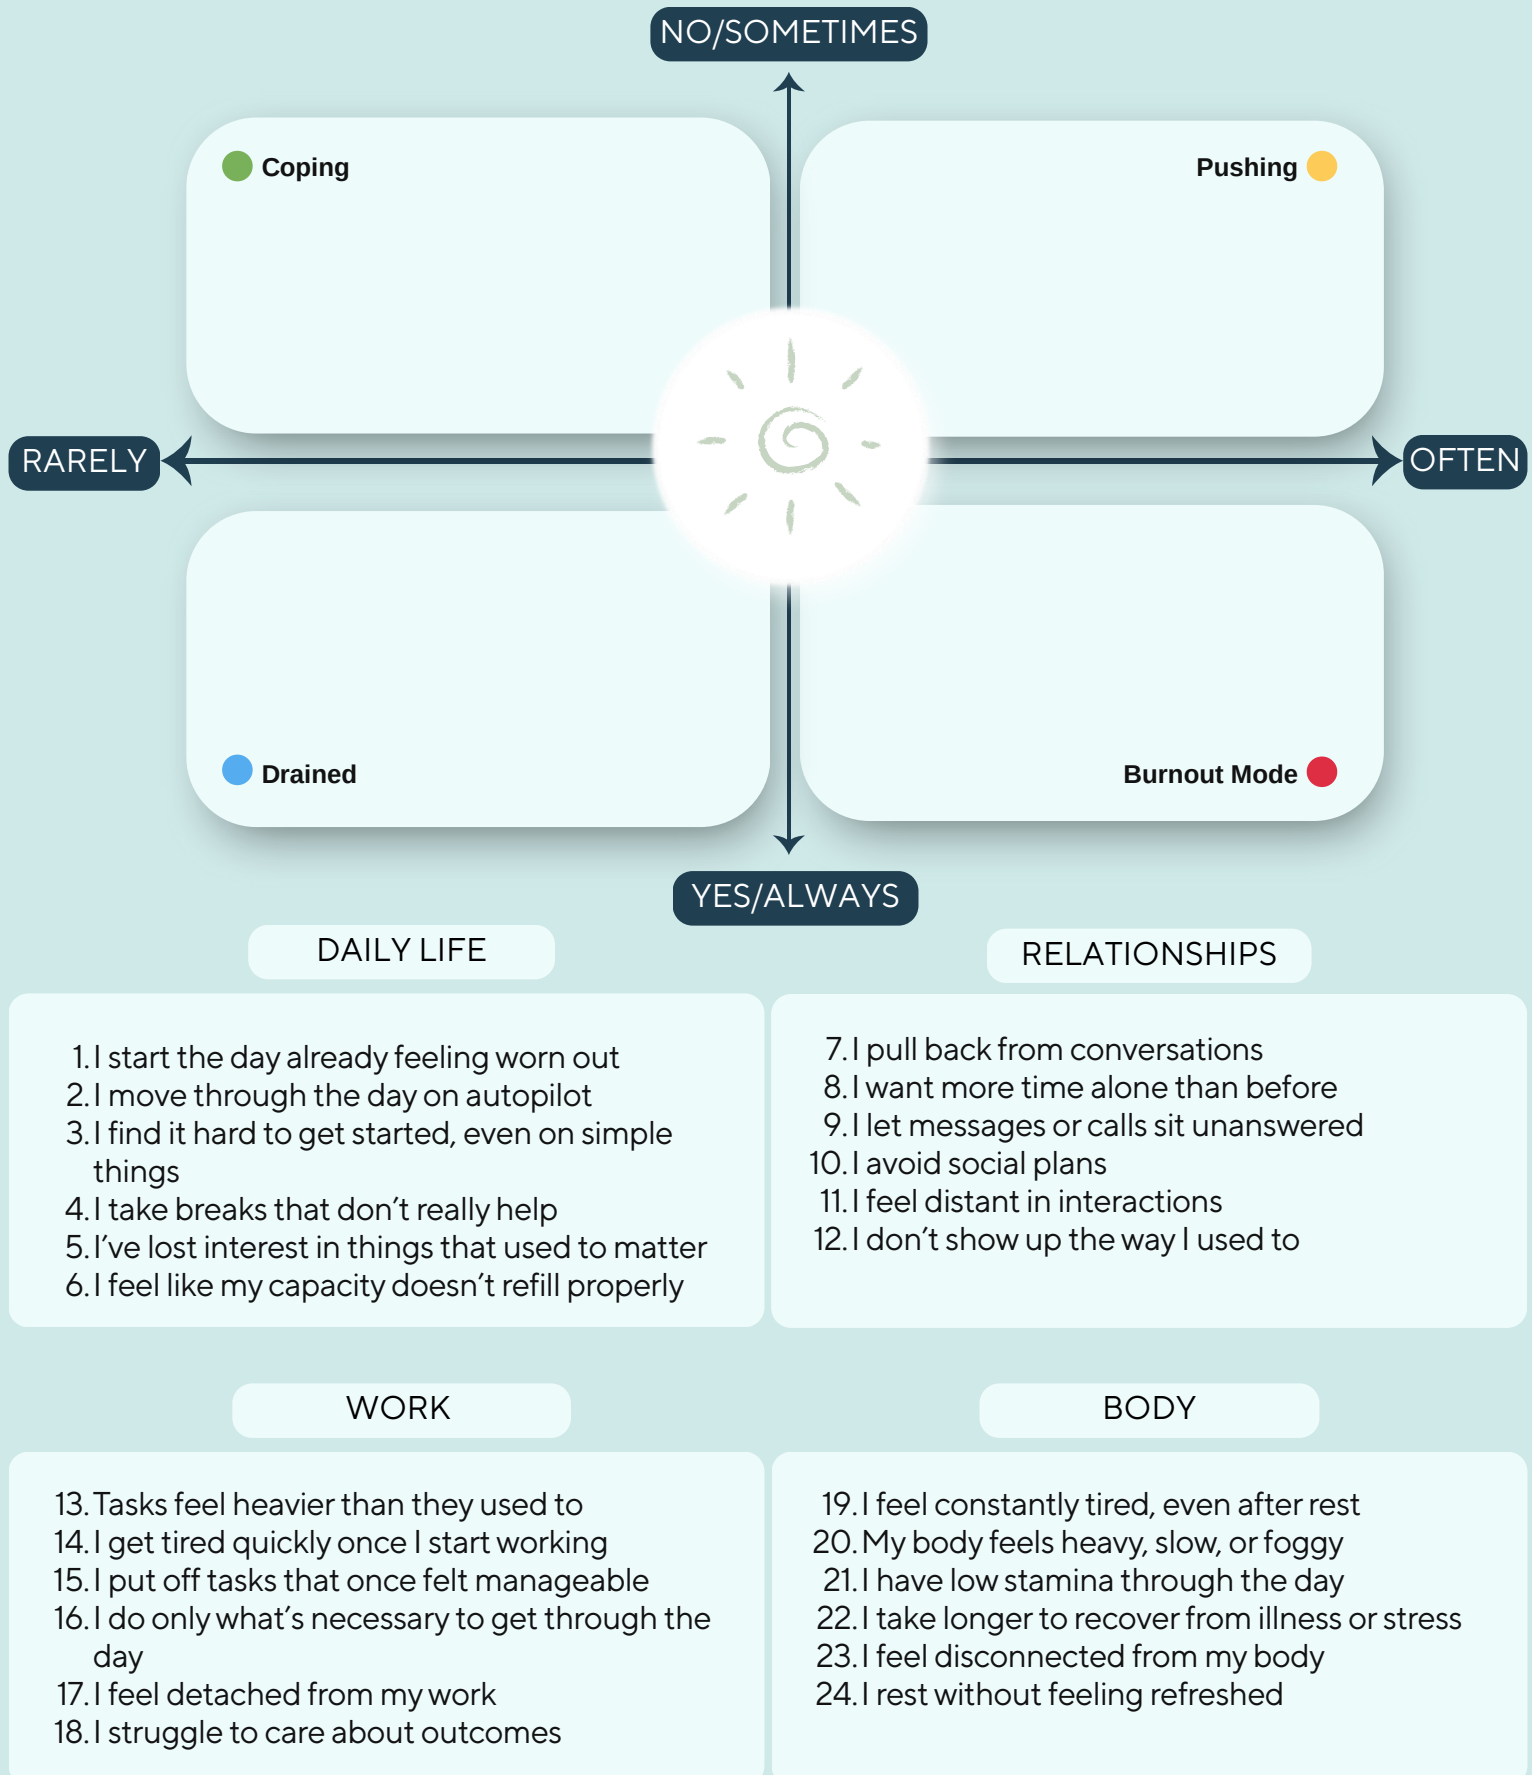 NO/SOMETIMES
Coping
Pushing
RARELY
OFTEN
Drained
Burnout Mode
YES/ALWAYS
DAILY LIFE
1. I start the day already feeling worn out
2. I move through the day on autopilot
3. I find it hard to get started, even on simple
things
4. I take breaks that don’t really help
5. I’ve lost interest in things that used to matter
6. I feel like my capacity doesn’t refill properly
RELATIONSHIPS
7. I pull back from conversations
8. I want more time alone than before
9. I let messages or calls sit unanswered
10. I avoid social plans
11. I feel distant in interactions
12. I don’t show up the way I used to
WORK
13. Tasks feel heavier than they used to
14. I get tired quickly once I start working
15. I put off tasks that once felt manageable
16. I do only what’s necessary to get through the
day
17. I feel detached from my work
18. I struggle to care about outcomes
BODY
19. I feel constantly tired, even after rest
20. My body feels heavy, slow, or foggy
21. I have low stamina through the day
22. I take longer to recover from illness or stress
23. I feel disconnected from my body
24. I rest without feeling refreshed